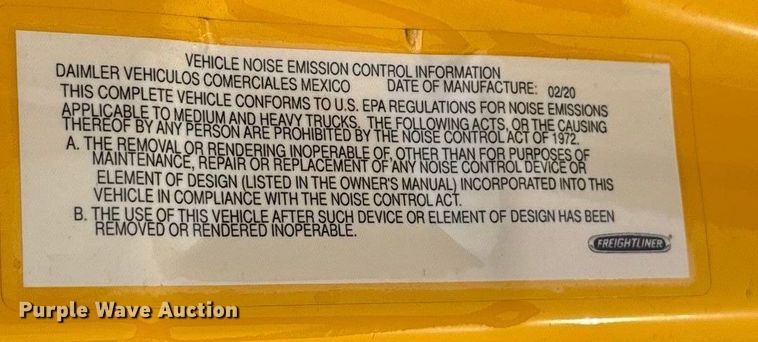 VEHICLE NOISE EMISSION CONTROL INFORMATION
DAIMLER VEHICULOS COMERCIALES MEXICO DATE OF MANUFACTURE: 02/20
THIS COMPLETE VEHICLE CONFORMS TO U.S. EPA REGULATIONS FOR NOISE EMISSIONS
APPLICABLE TO MEDIUM AND HEAVY TRUCKS. THE FOLLOWING ACTS, OR THE CAUSING
THEREOF BY ANY PERSON ARE PROHIBITED BY THE NOISE CONTROL ACT OF 1972.
A. THE REMOVAL OR RENDERING INOPERABLE OF, OTHER THAN FOR PURPOSES OF
MAINTENANCE, REPAIR OR REPLACEMENT OF ANY NOISE CONTROL DEVICE OR
ELEMENT OF DESIGN (LISTED IN THE OWNER'S MANUAL) INCORPORATED INTO THIS
VEHICLE IN COMPLIANCE WITH THE NOISE CONTROL ACT.
B. THE USE OF THIS VEHICLE AFTER SUCH DEVICE OR ELEMENT OF DESIGN HAS BEEN
REMOVED OR RENDERED INOPERABLE.
FREIGHTLINER
Purple Wave Auction